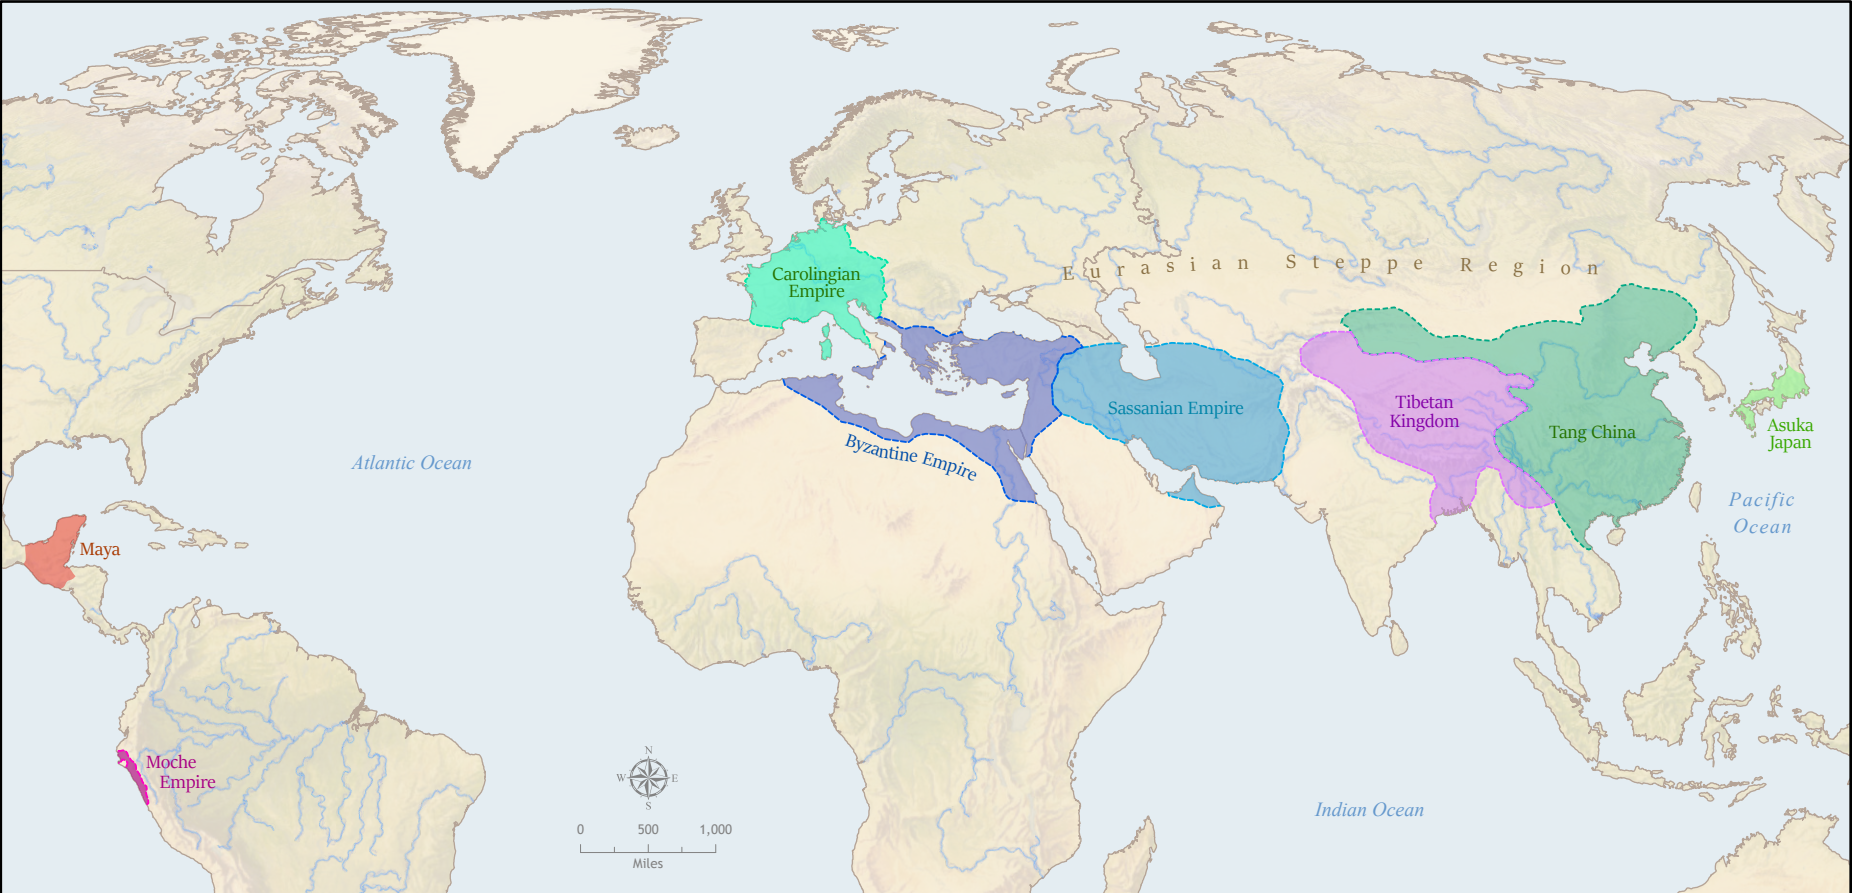 Carolingian
Empire
Eurasian Steppe Region
Sassanian Empire
Tibetan
Kingdom
Tang China
Asuka
Japan
Byzantine Empire
Atlantic Ocean
Pacific
Ocean
Maya
Moche
Empire
N
W E
S
0 500 1,000
Miles
Indian Ocean